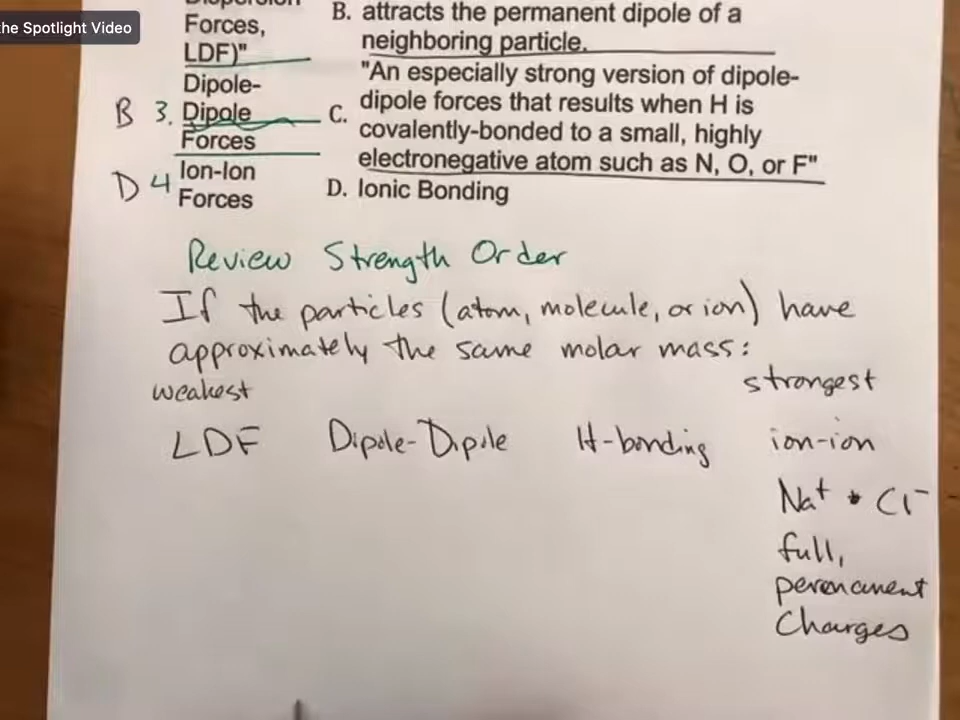 the Spotlight Video
Forces,
LDF)"
B. attracts the permanent dipole of a
neighboring particle.
Dipole-
B 3. Dipole
Forces
C. "An especially strong version of dipole-
dipole forces that results when H is
covalently-bonded to a small, highly
electronegative atom such as N, O, or F"
D 4 Ion-Ion
Forces
D. Ionic Bonding
Review Strength Order
If the particles (atom, molecule, or ion) have
approximately the same molar mass:
weakest strongest
LDF Dipole-Dipole H-bonding ion-ion
Na+ Cl-
full,
peremanent
Charges